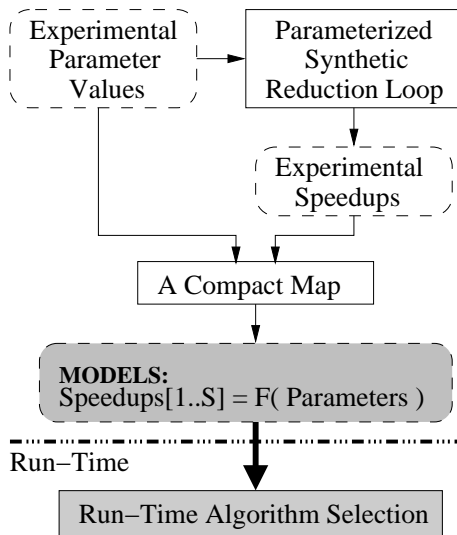 Experimental
Parameter
Values
Parameterized
Synthetic
Reduction Loop
Experimental
Speedups
A Compact Map
MODELS:
Speedups[1..S] = F( Parameters )
Run−Time
Run−Time Algorithm Selection